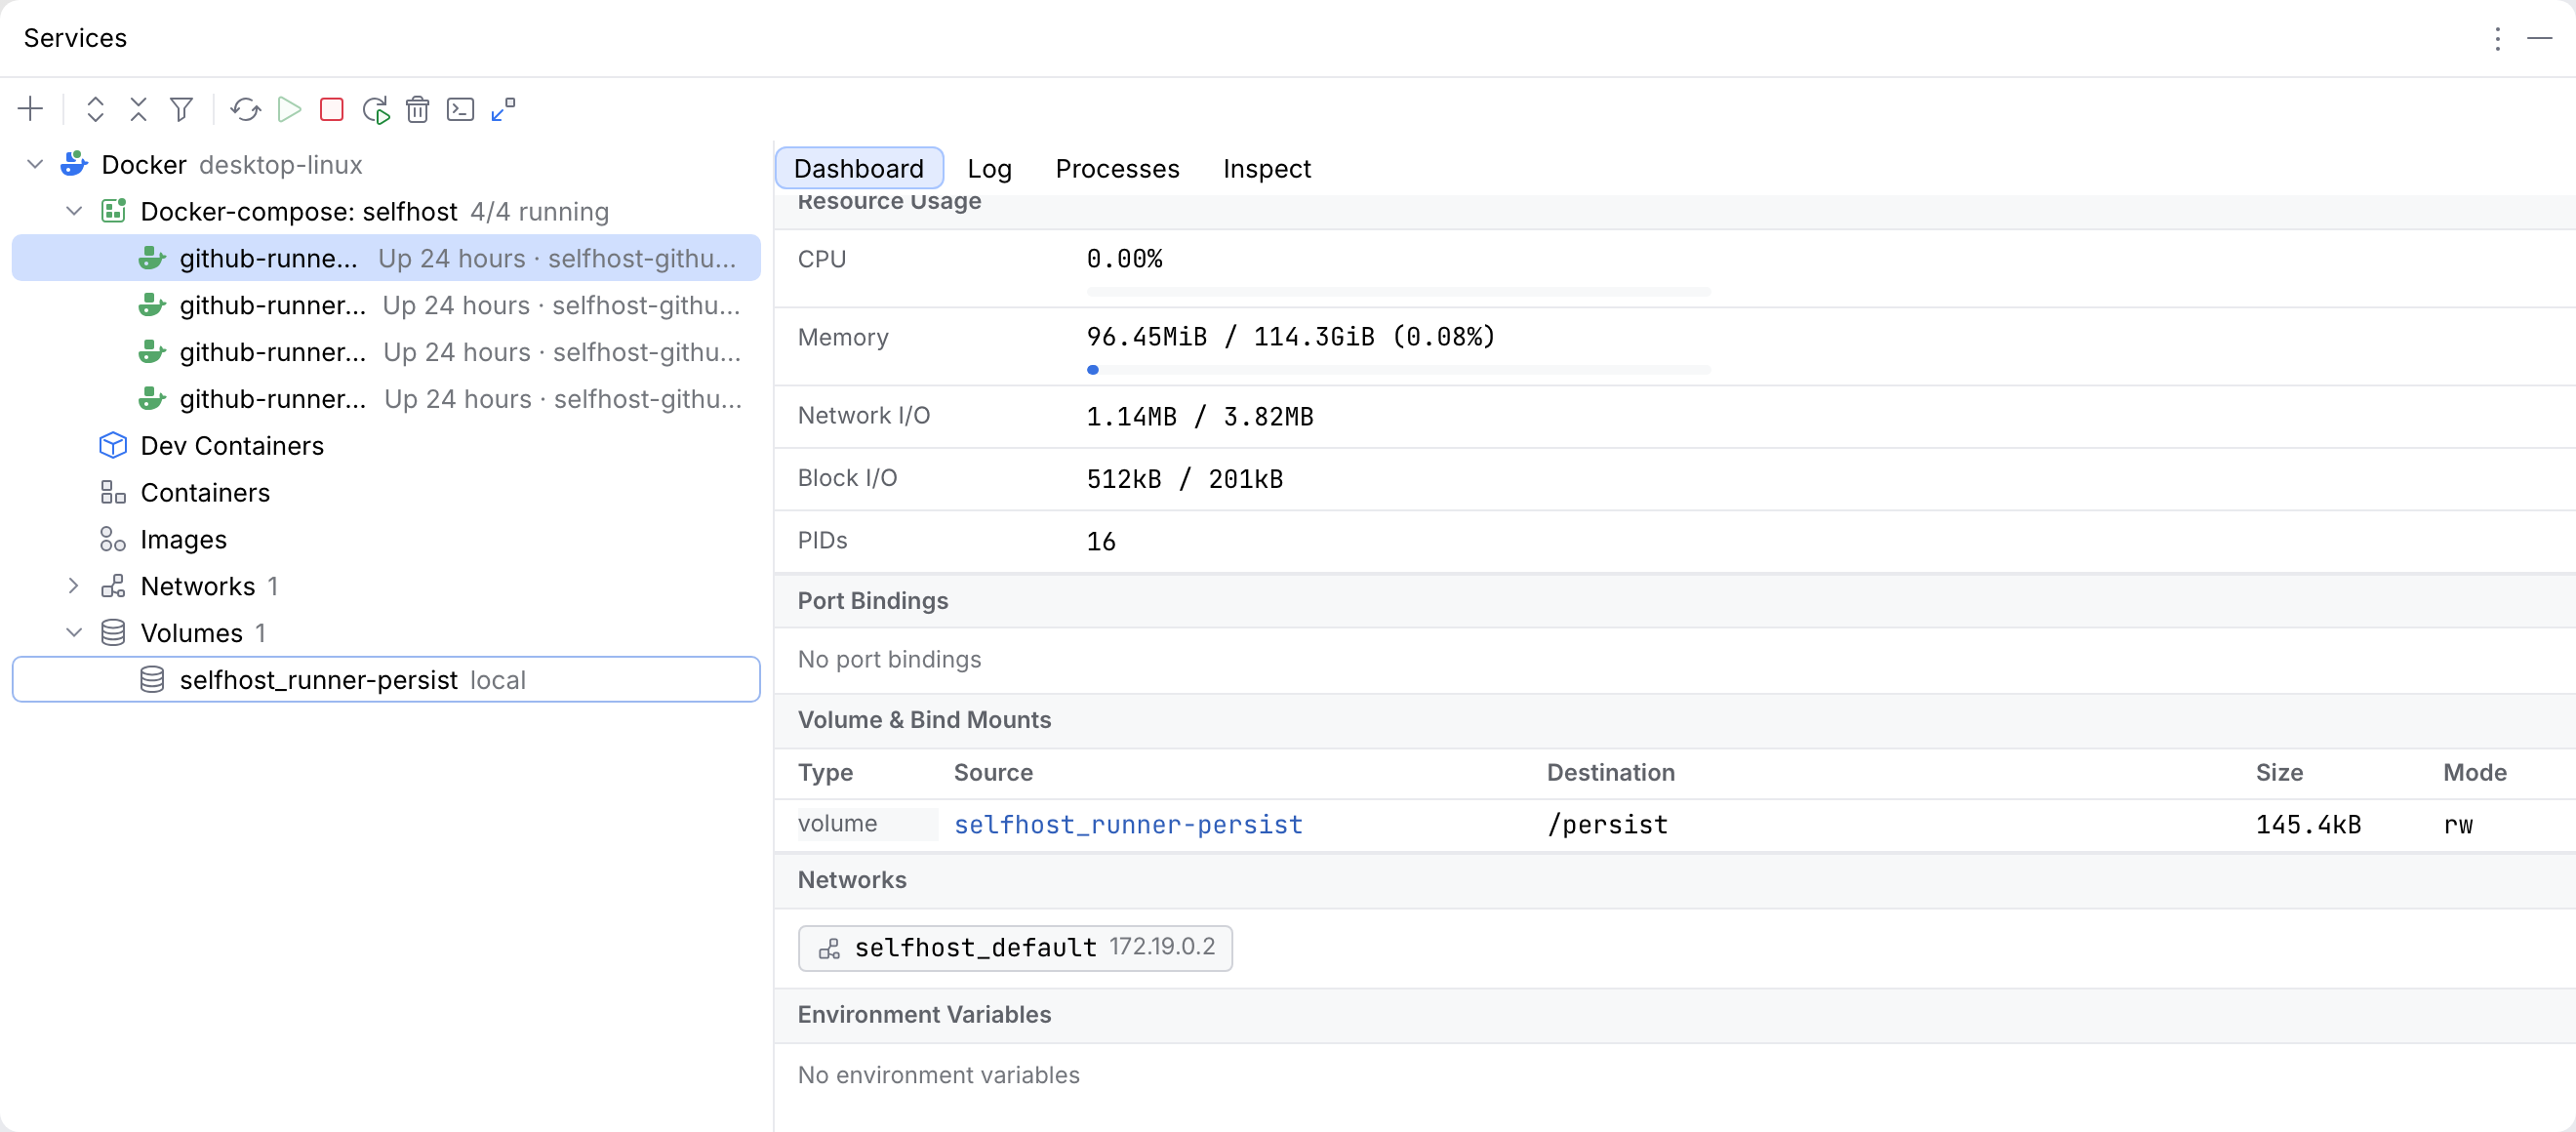 Services
Docker desktop-linux
Docker-compose: selfhost 4/4 running
github-runne... Up 24 hours · selfhost-githu...
github-runner... Up 24 hours · selfhost-githu...
github-runner... Up 24 hours · selfhost-githu...
github-runner... Up 24 hours · selfhost-githu...
Dev Containers
Containers
Images
Networks 1
Volumes 1
selfhost_runner-persist local
Dashboard Log Processes Inspect
Resource Usage
CPU 0.00%
Memory 96.45MiB / 114.3GiB (0.08%)
Network I/O 1.14MB / 3.82MB
Block I/O 512kB / 201kB
PIDs 16
Port Bindings
No port bindings
Volume & Bind Mounts
Type Source Destination Size Mode
volume selfhost_runner-persist /persist 145.4kB rw
Networks
selfhost_default 172.19.0.2
Environment Variables
No environment variables